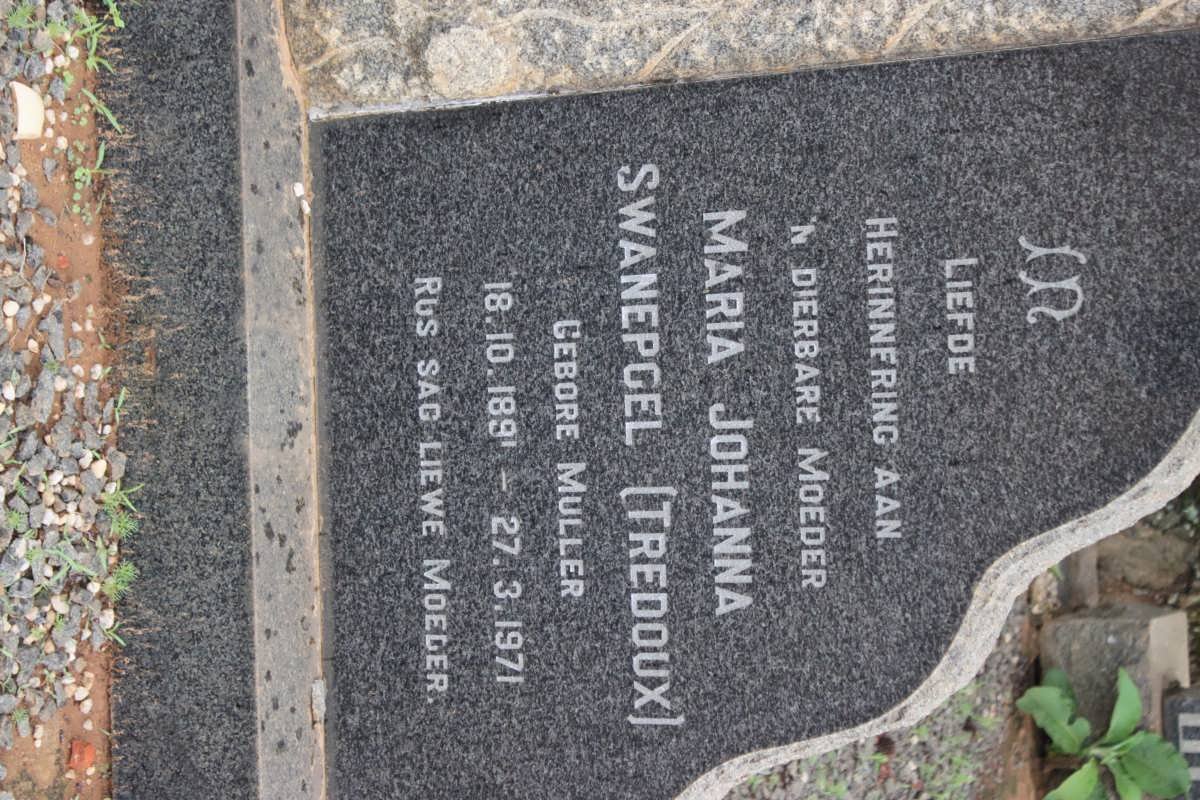 In
LIEFDE
HERINNERING AAN
'N DIERBARE MOEDER
MARIA JOHANNA
SWANEPOEL (TREDOUX)
GEBORE MULLER
18.10.1891 – 27.3.1971
RUS SAG LIEWE MOEDER.